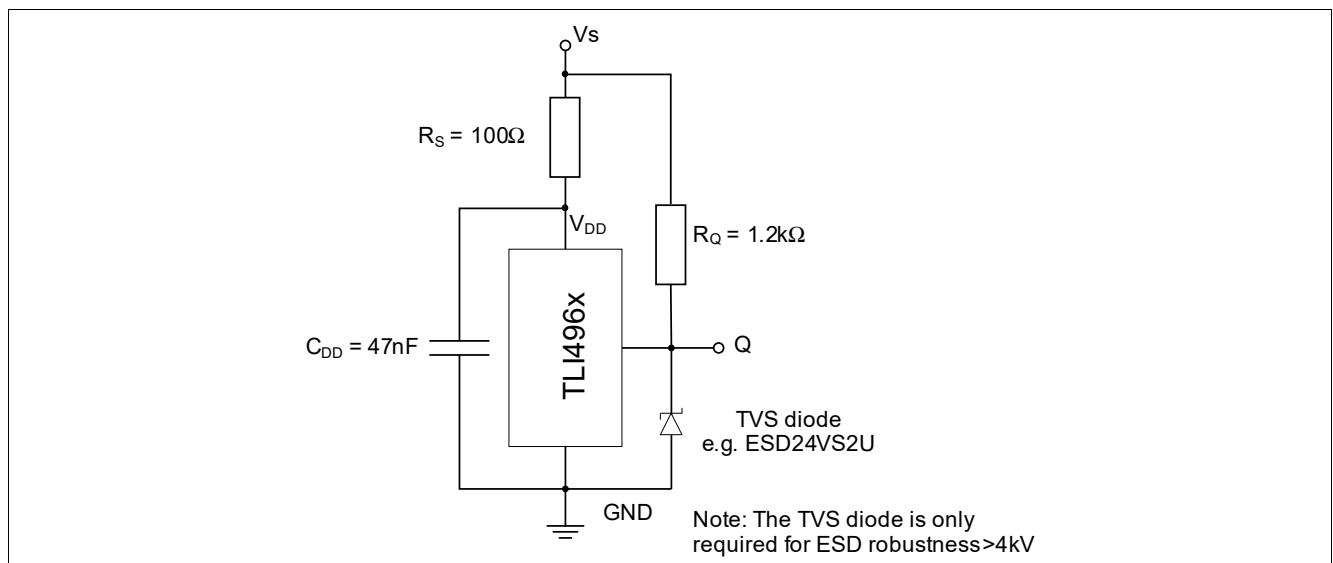 Vs
RS = 100Ω
VDD
RQ = 1.2kΩ
TLI496x
CDD = 47nF
Q
TVS diode
e.g. ESD24VS2U
GND
Note: The TVS diode is only
required for ESD robustness>4kV